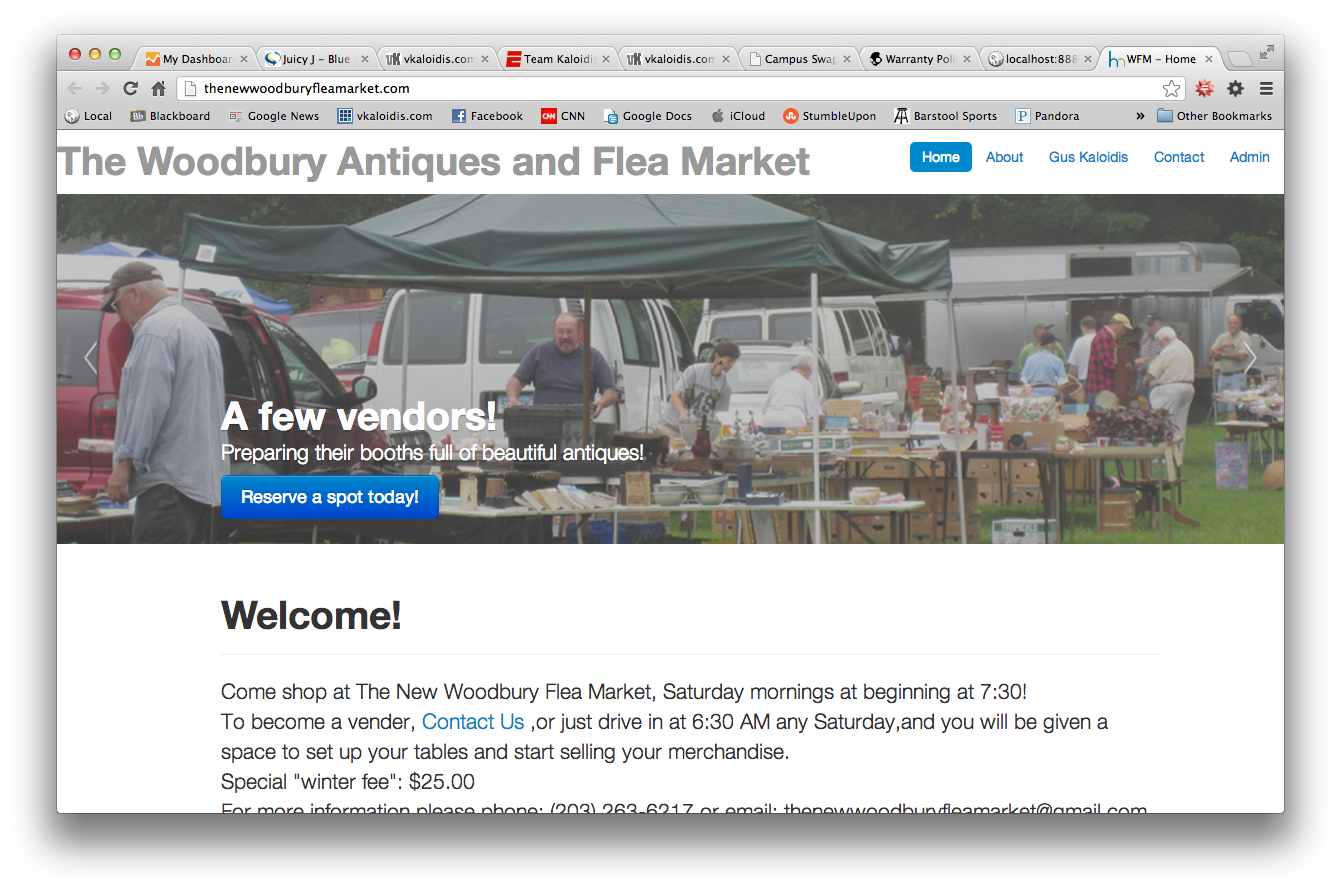 My Dashboar
Juicy J – Blue
vkaloidis.com
Team Kaloidi
vkaloidis.com
Campus Swap
Warranty Poli
localhost:888
WFM – Home
thenewwoodburyfleamarket.com
Local
Blackboard
Google News
vkaloidis.com
Facebook
CNN
Google Docs
iCloud
StumbleUpon
Barstool Sports
Pandora
»
Other Bookmarks
The Woodbury Antiques and Flea Market
Home
About
Gus Kaloidis
Contact
Admin
A few vendors!
Preparing their booths full of beautiful antiques!
Reserve a spot today!
TROPICALS
Welcome!
Come shop at The New Woodbury Flea Market, Saturday mornings at beginning at 7:30!
To become a vender, Contact Us ,or just drive in at 6:30 AM any Saturday,and you will be given a
space to set up your tables and start selling your merchandise.
Special "winter fee": $25.00
For more information please phone: (203) 263-6217 or email: thenewwoodburyfleamarket@gmail.com